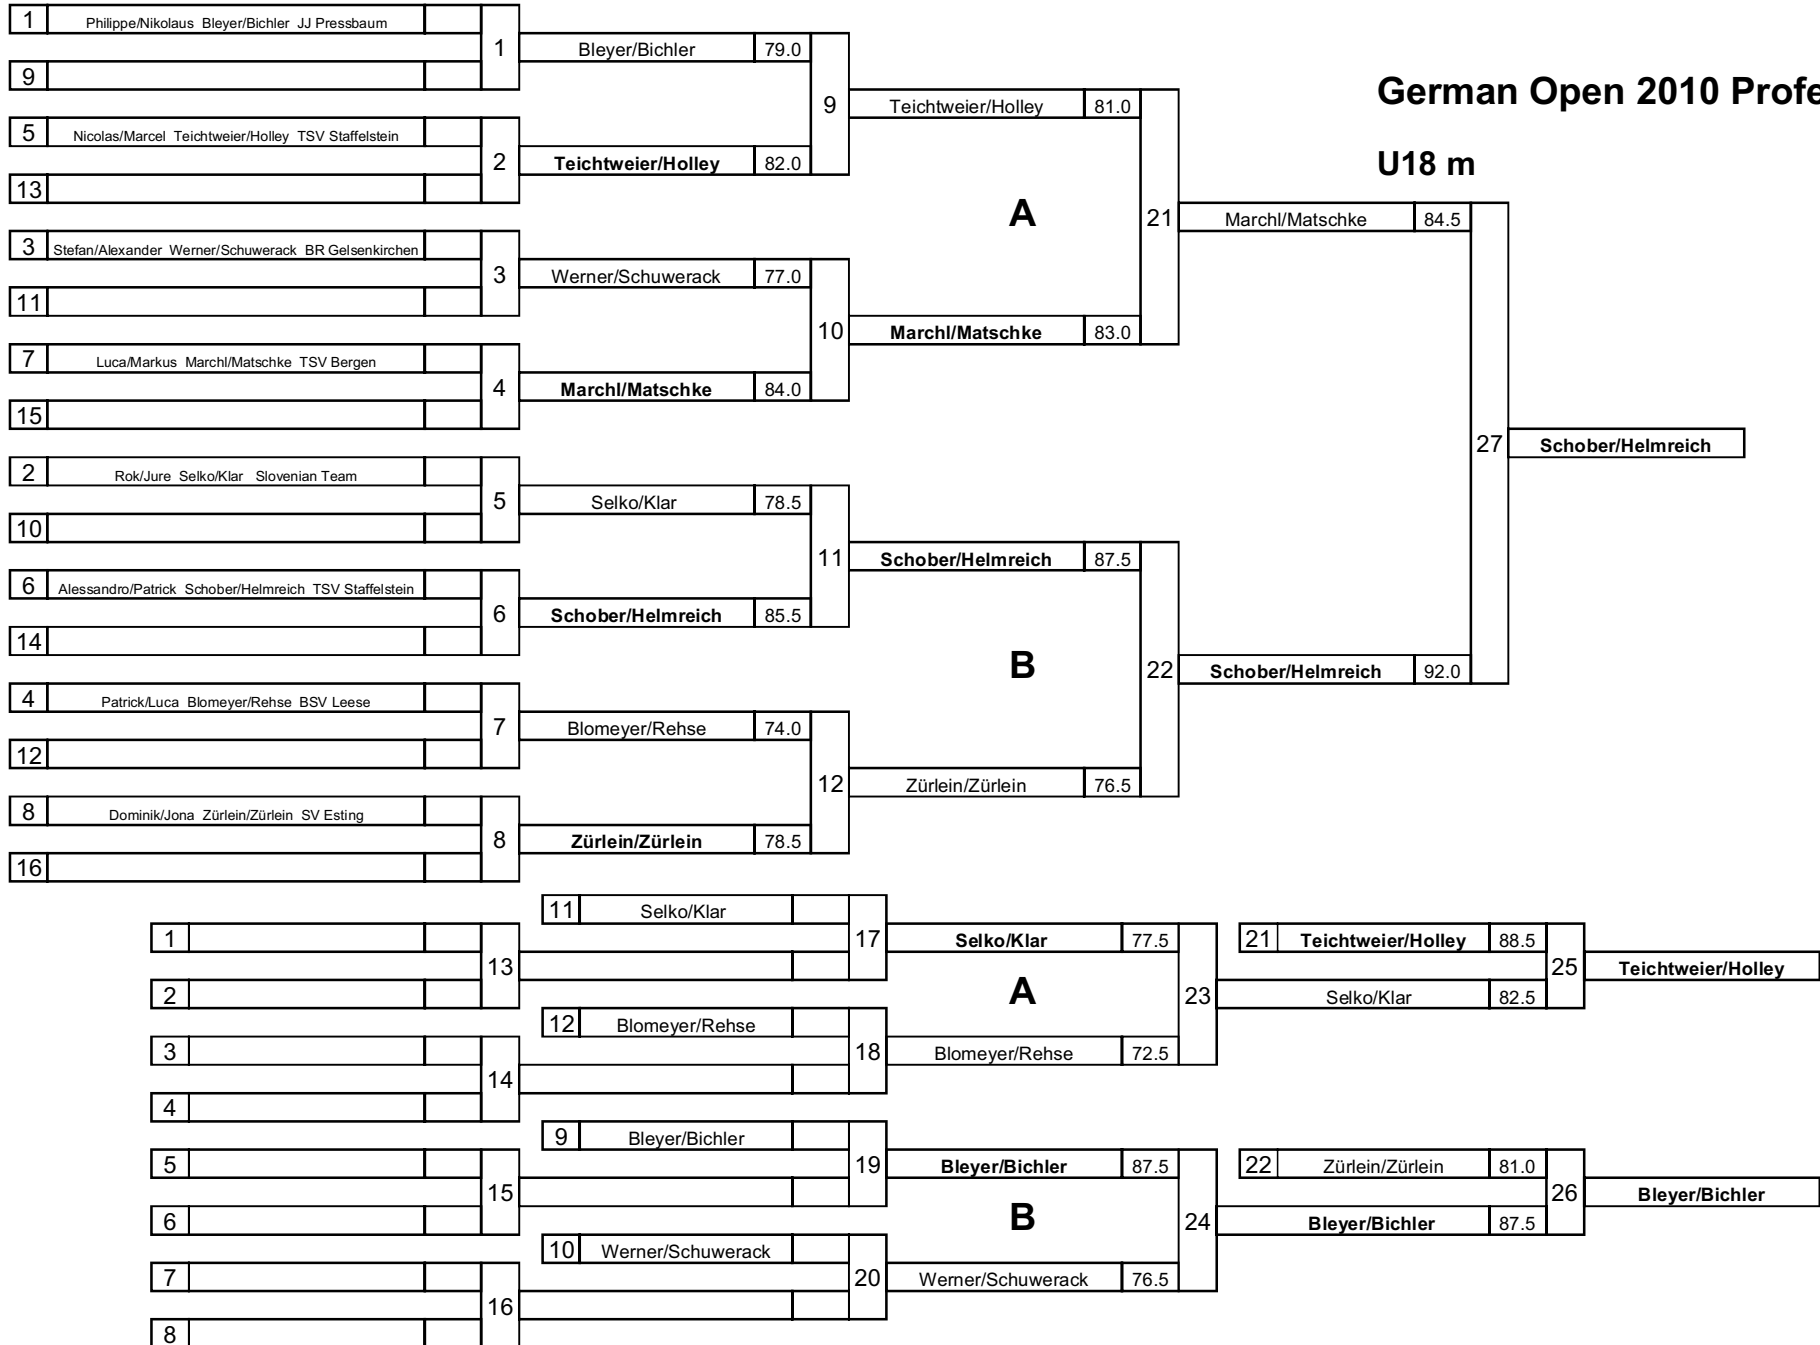 German Open 2010 Profe
U18 m
1 Philippe/Nikolaus Bleyer/Bichler JJ Pressbaum
9
1
5 Nicolas/Marcel Teichtweier/Holley TSV Staffelstein
13
2
3 Stefan/Alexander Werner/Schuwerack BR Gelsenkirchen
11
3
7 Luca/Markus Marchl/Matschke TSV Bergen
15
4
2 Rok/Jure Selko/Klar Slovenian Team
10
5
6 Alessandro/Patrick Schober/Helmreich TSV Staffelstein
14
6
4 Patrick/Luca Blomeyer/Rehse BSV Leese
12
7
8 Dominik/Jona Zürlein/Zürlein SV Esting
16
8
Bleyer/Bichler 79.0
9
Teichtweier/Holley 82.0
Werner/Schuwerack 77.0
10
Marchl/Matschke 84.0
Selko/Klar 78.5
11
Schober/Helmreich 85.5
Blomeyer/Rehse 74.0
12
Zürlein/Zürlein 78.5
Teichtweier/Holley 81.0
A 21
Marchl/Matschke 83.0
Schober/Helmreich 87.5
B 22
Zürlein/Zürlein 76.5
Marchl/Matschke 84.5
27 Schober/Helmreich
Schober/Helmreich 92.0
1
13
2
3
14
4
5
15
6
7
16
8
11 Selko/Klar
17
12 Blomeyer/Rehse
18
9 Bleyer/Bichler
19
10 Werner/Schuwerack
20
Selko/Klar 77.5
A 23
Blomeyer/Rehse 72.5
Bleyer/Bichler 87.5
B 24
Werner/Schuwerack 76.5
21 Teichtweier/Holley 88.5
25 Teichtweier/Holley
Selko/Klar 82.5
22 Zürlein/Zürlein 81.0
26 Bleyer/Bichler
Bleyer/Bichler 87.5